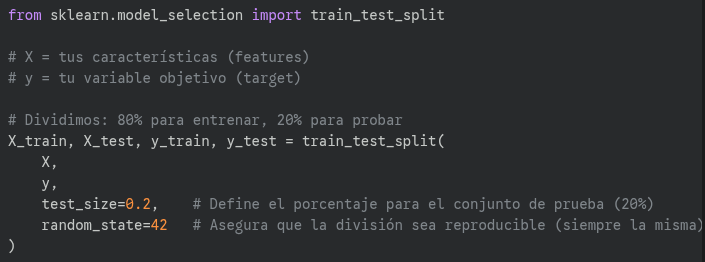 from sklearn.model_selection import train_test_split
# X = tus características (features)
# y = tu variable objetivo (target)
# Dividimos: 80% para entrenar, 20% para probar
X_train, X_test, y_train, y_test = train_test_split(
    X,
    y,
    test_size=0.2,    # Define el porcentaje para el conjunto de prueba (20%)
    random_state=42   # Asegura que la división sea reproducible (siempre la misma)
)